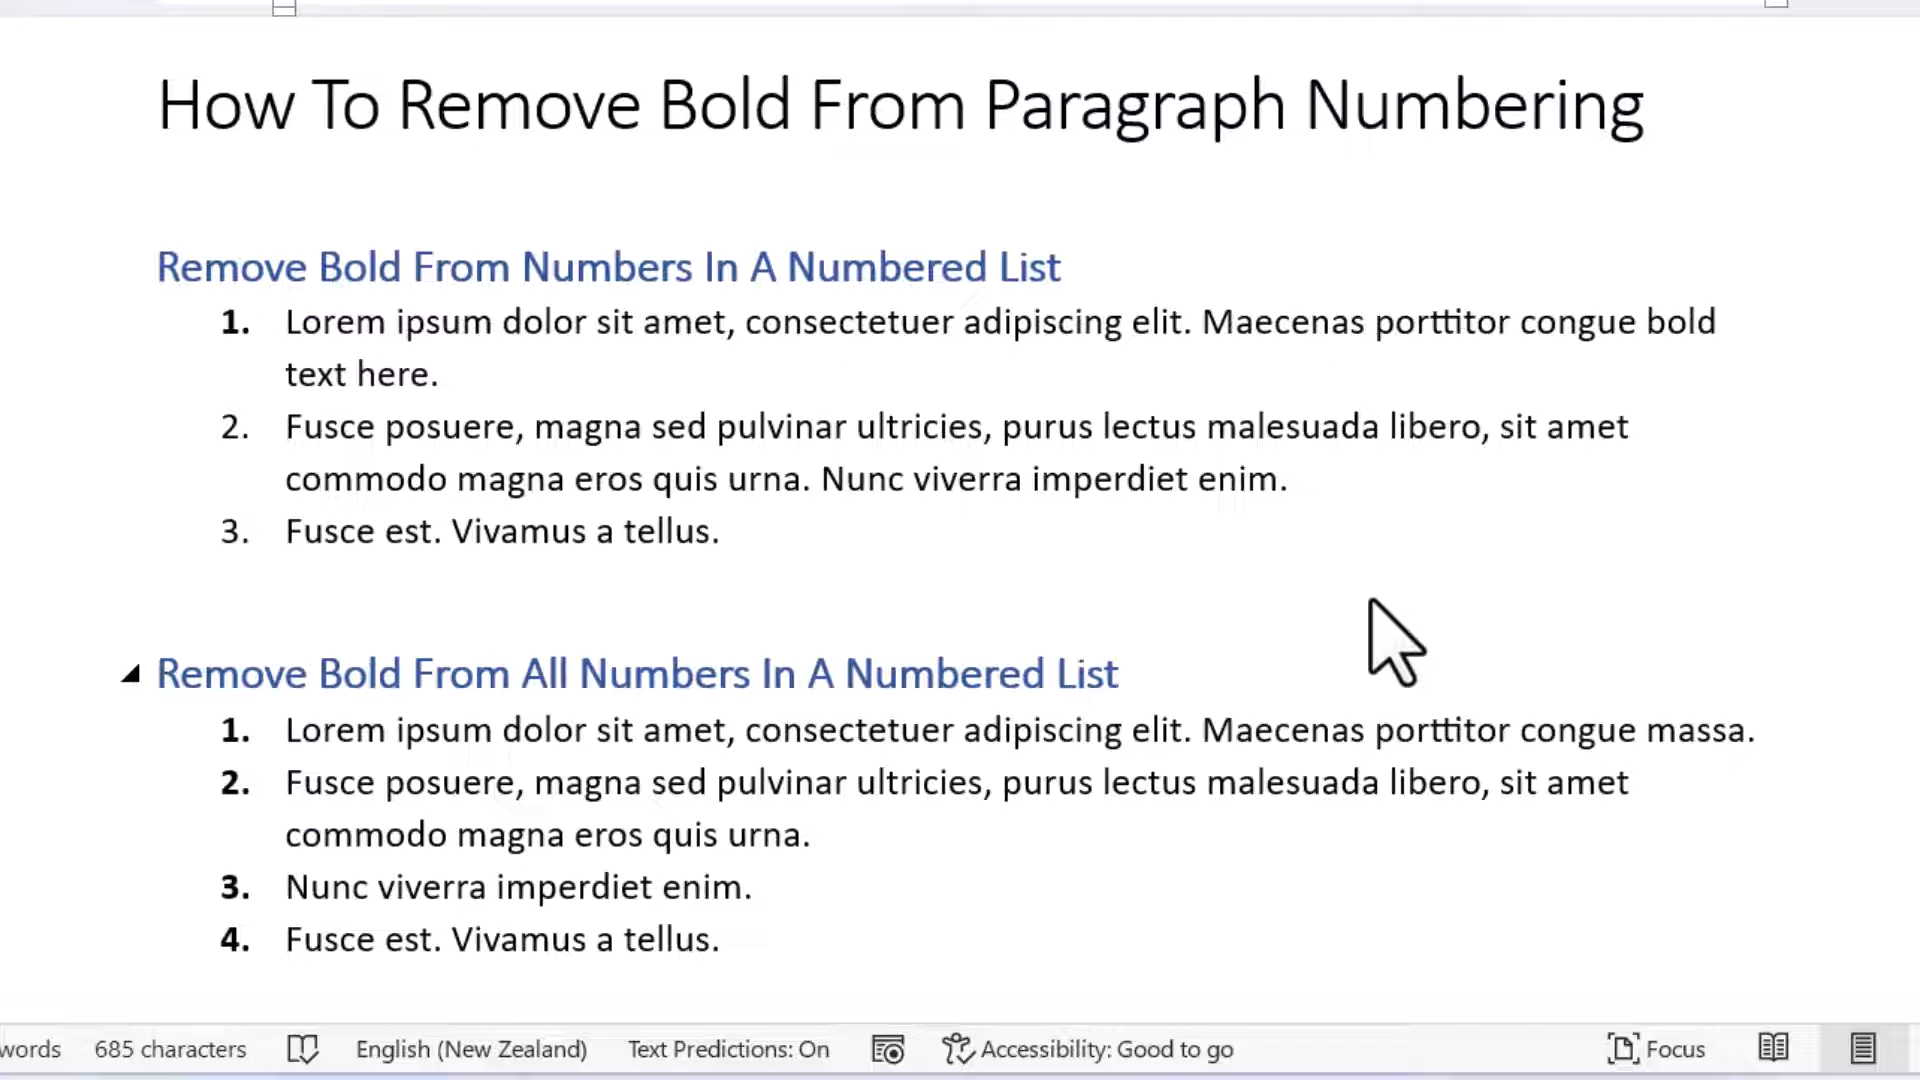 How To Remove Bold From Paragraph Numbering
Remove Bold From Numbers In A Numbered List
1. Lorem ipsum dolor sit amet, consectetuer adipiscing elit. Maecenas porttitor congue bold
text here.
2. Fusce posuere, magna sed pulvinar ultricies, purus lectus malesuada libero, sit amet
commodo magna eros quis urna. Nunc viverra imperdiet enim.
3. Fusce est. Vivamus a tellus.
Remove Bold From All Numbers In A Numbered List
1. Lorem ipsum dolor sit amet, consectetuer adipiscing elit. Maecenas porttitor congue massa.
2. Fusce posuere, magna sed pulvinar ultricies, purus lectus malesuada libero, sit amet
commodo magna eros quis urna.
3. Nunc viverra imperdiet enim.
4. Fusce est. Vivamus a tellus.
words 685 characters English (New Zealand) Text Predictions: On Accessibility: Good to go Focus